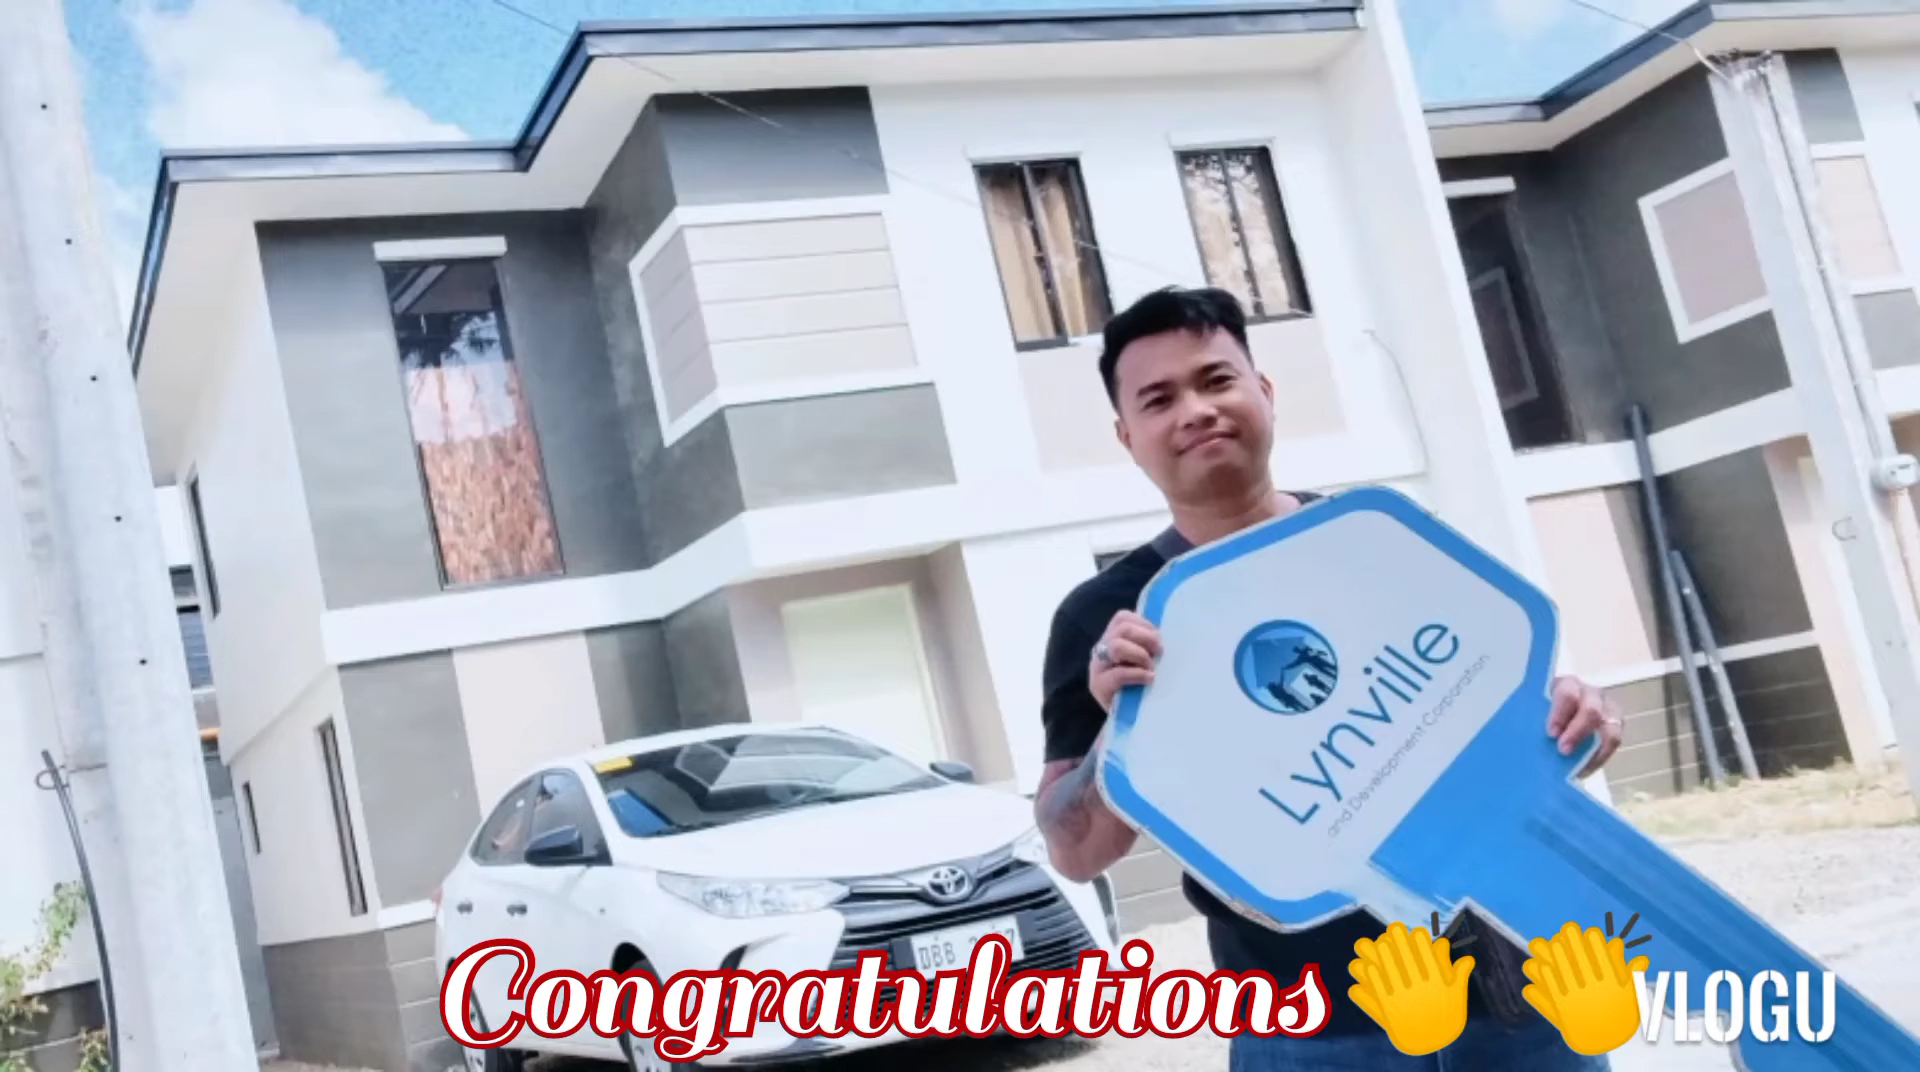 Lynville
and Development Corporation
Congratulations👏 👏
VLOGU